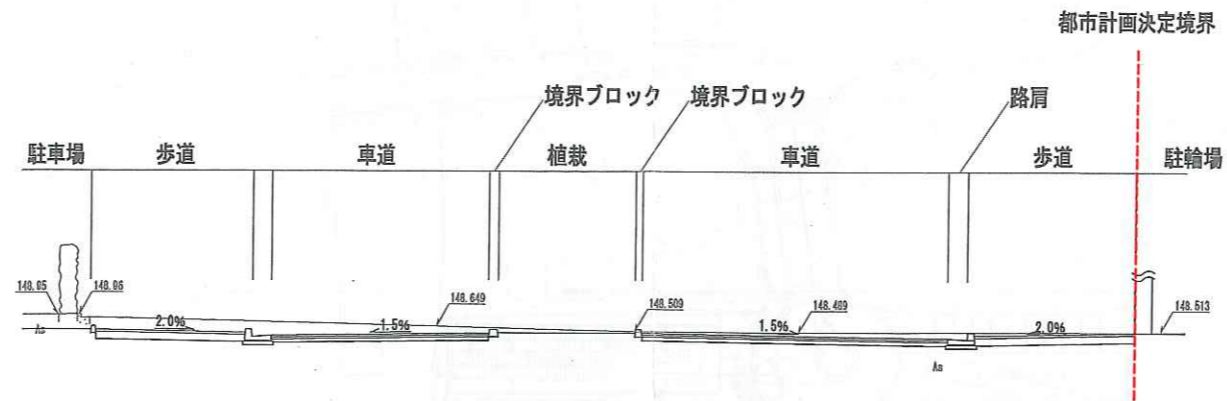 都市計画決定境界
境界ブロック 境界ブロック 路肩
駐車場 歩道 車道 植栽 車道 歩道 駐輪場
148.05 148.06 148.649 148.509 148.469 148.513
As 2.0% 1.5% 1.5% 2.0%
As